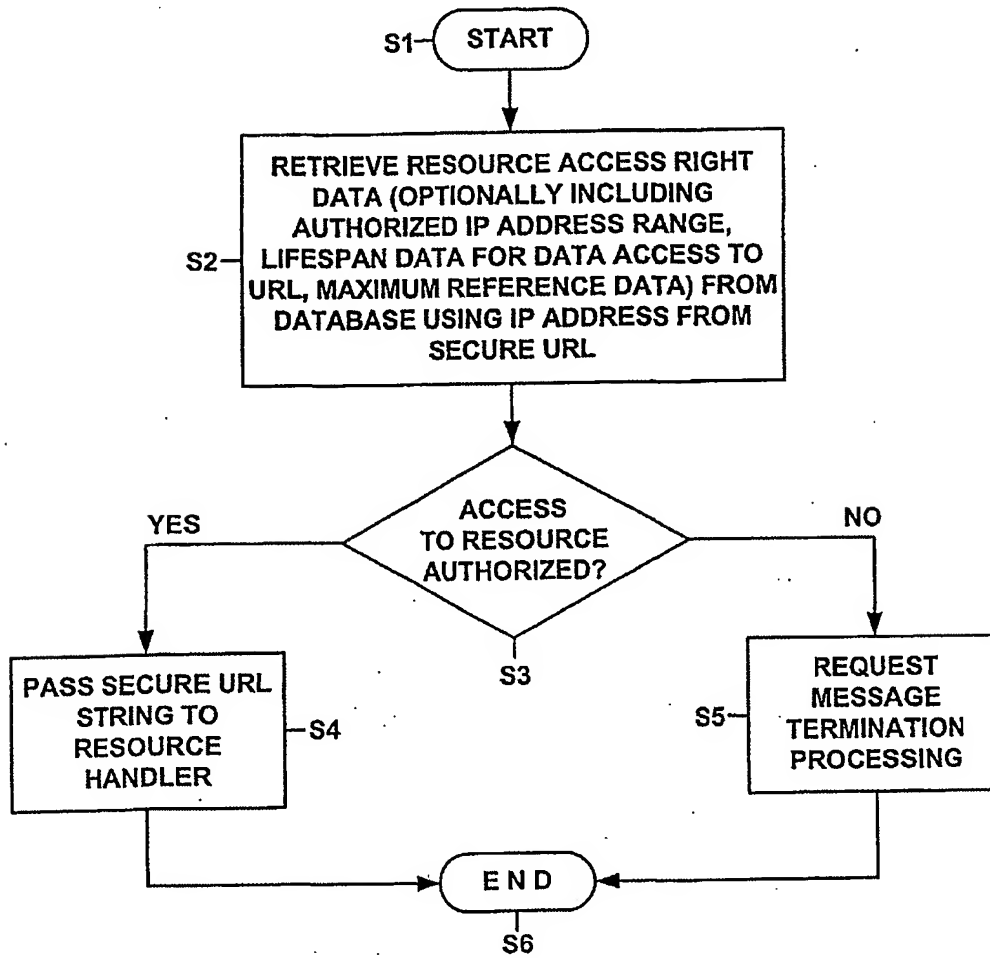 S1
START
RETRIEVE RESOURCE ACCESS RIGHT
DATA (OPTIONALLY INCLUDING
AUTHORIZED IP ADDRESS RANGE,
LIFESPAN DATA FOR DATA ACCESS TO
URL, MAXIMUM REFERENCE DATA) FROM
DATABASE USING IP ADDRESS FROM
SECURE URL
S2
YES
ACCESS
TO RESOURCE
AUTHORIZED?
NO
S3
PASS SECURE URL
STRING TO
RESOURCE
HANDLER
S4
S5
REQUEST
MESSAGE
TERMINATION
PROCESSING
E N D
S6